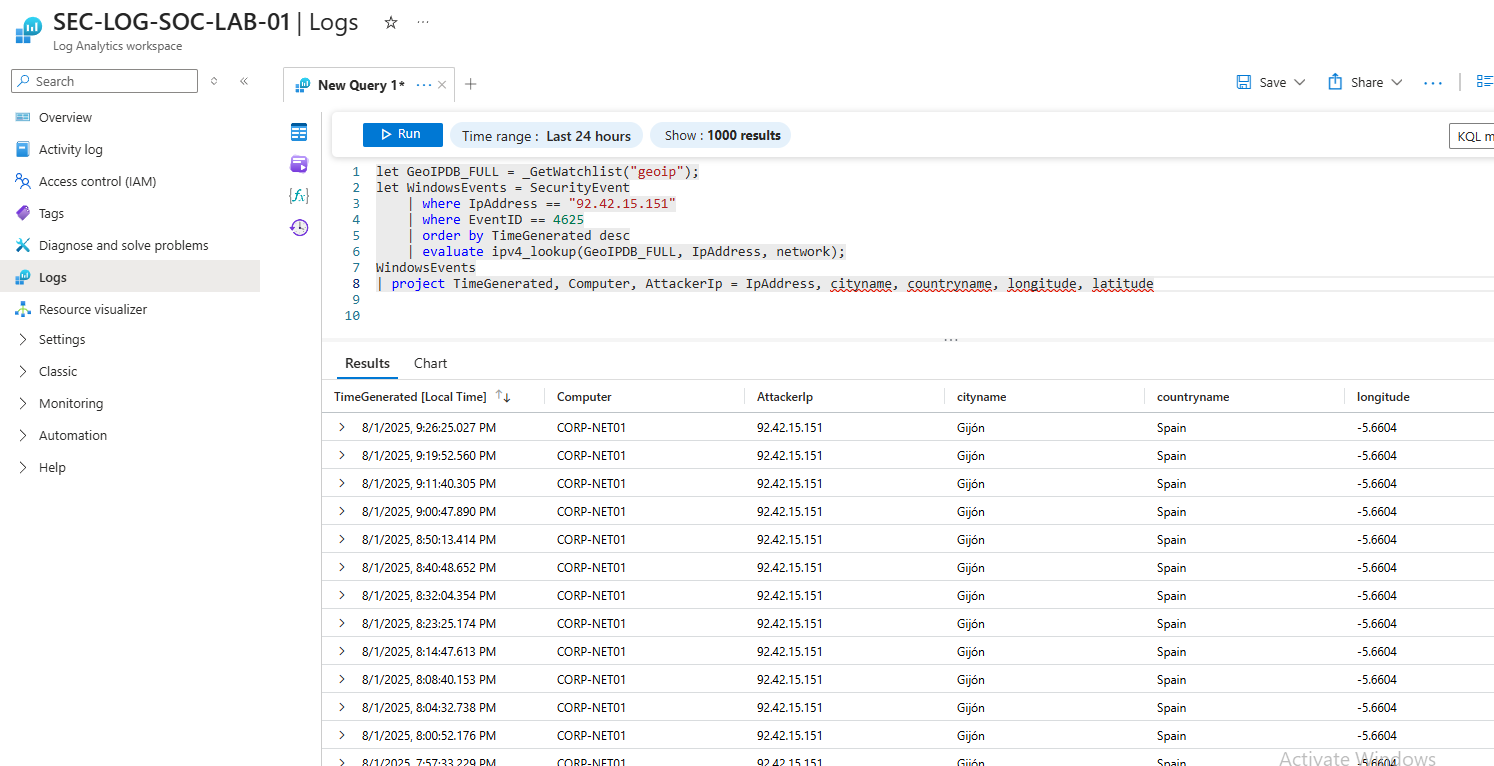 SEC-LOG-SOC-LAB-01 | Logs
Log Analytics workspace
Search
Overview
Activity log
Access control (IAM)
Tags
Diagnose and solve problems
Logs
Resource visualizer
Settings
Classic
Monitoring
Automation
Help
New Query 1*
Save
Share
Run
Time range : Last 24 hours
Show : 1000 results
KQL m
1 let GeoIPDB_FULL = _GetWatchlist("geoip");
2 let WindowsEvents = SecurityEvent
3 | where IpAddress == "92.42.15.151"
4 | where EventID == 4625
5 | order by TimeGenerated desc
6 | evaluate ipv4_lookup(GeoIPDB_FULL, IpAddress, network);
7 WindowsEvents
8 | project TimeGenerated, Computer, AttackerIp = IpAddress, cityname, countryname, longitude, latitude
9
10
Results Chart
TimeGenerated [Local Time] Computer AttackerIp cityname countryname longitude
8/1/2025, 9:26:25.027 PM CORP-NET01 92.42.15.151 Gijón Spain -5.6604
8/1/2025, 9:19:52.560 PM CORP-NET01 92.42.15.151 Gijón Spain -5.6604
8/1/2025, 9:11:40.305 PM CORP-NET01 92.42.15.151 Gijón Spain -5.6604
8/1/2025, 9:00:47.890 PM CORP-NET01 92.42.15.151 Gijón Spain -5.6604
8/1/2025, 8:50:13.414 PM CORP-NET01 92.42.15.151 Gijón Spain -5.6604
8/1/2025, 8:40:48.652 PM CORP-NET01 92.42.15.151 Gijón Spain -5.6604
8/1/2025, 8:32:04.354 PM CORP-NET01 92.42.15.151 Gijón Spain -5.6604
8/1/2025, 8:23:25.174 PM CORP-NET01 92.42.15.151 Gijón Spain -5.6604
8/1/2025, 8:14:47.613 PM CORP-NET01 92.42.15.151 Gijón Spain -5.6604
8/1/2025, 8:08:40.153 PM CORP-NET01 92.42.15.151 Gijón Spain -5.6604
8/1/2025, 8:04:32.738 PM CORP-NET01 92.42.15.151 Gijón Spain -5.6604
8/1/2025, 8:00:52.176 PM CORP-NET01 92.42.15.151 Gijón Spain -5.6604
8/1/2025, 7:57:33.229 PM CORP-NET01 92.42.15.151 Gijón Spain -5.6604
Activate Windows